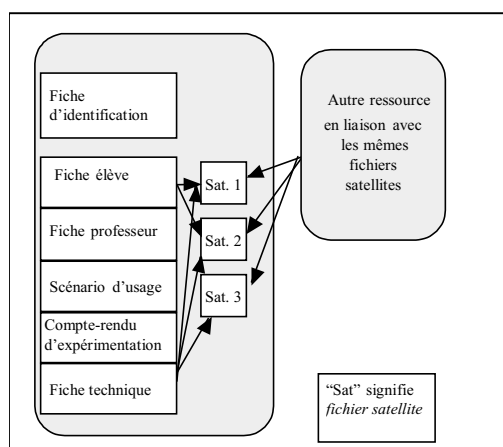 Fiche
d'identification
Fiche élève
Fiche professeur
Scénario d'usage
Compte-rendu
d'expérimentation
Fiche technique
Sat. 1
Sat. 2
Sat. 3
Autre ressource
en liaison avec
les mêmes
fichiers
satellites
“Sat” signifie
fichier satellite